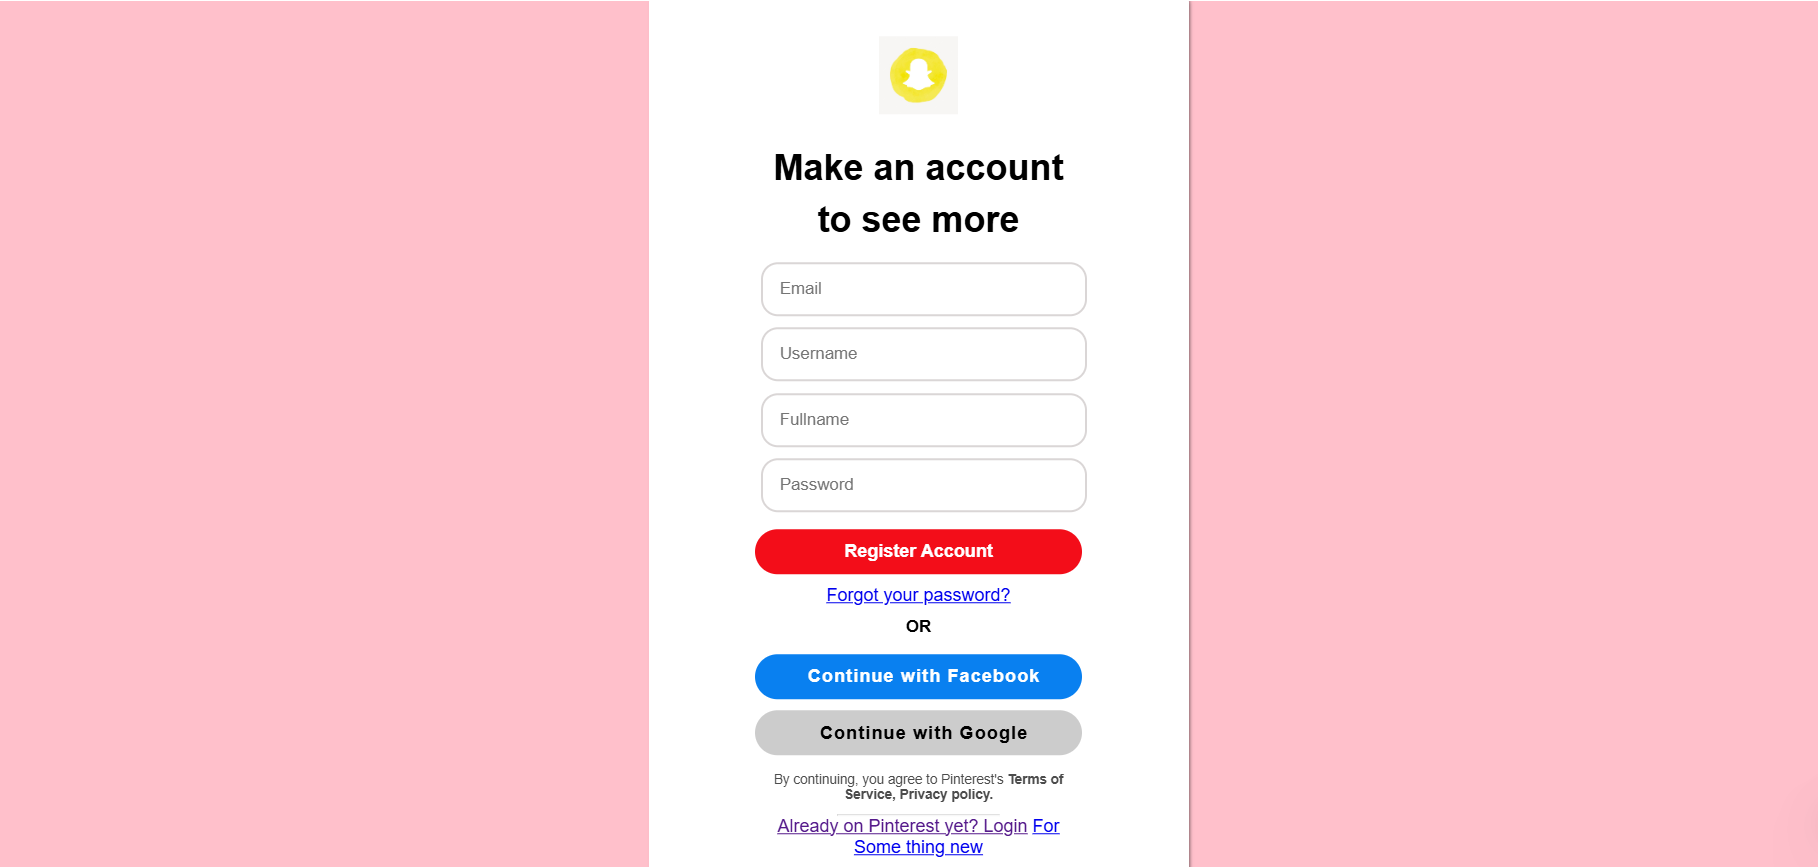 Make an account
to see more
Email
Username
Fullname
Password
Register Account
Forgot your password?
OR
Continue with Facebook
Continue with Google
By continuing, you agree to Pinterest's Terms of
Service, Privacy policy.
Already on Pinterest yet? Login For
Some thing new